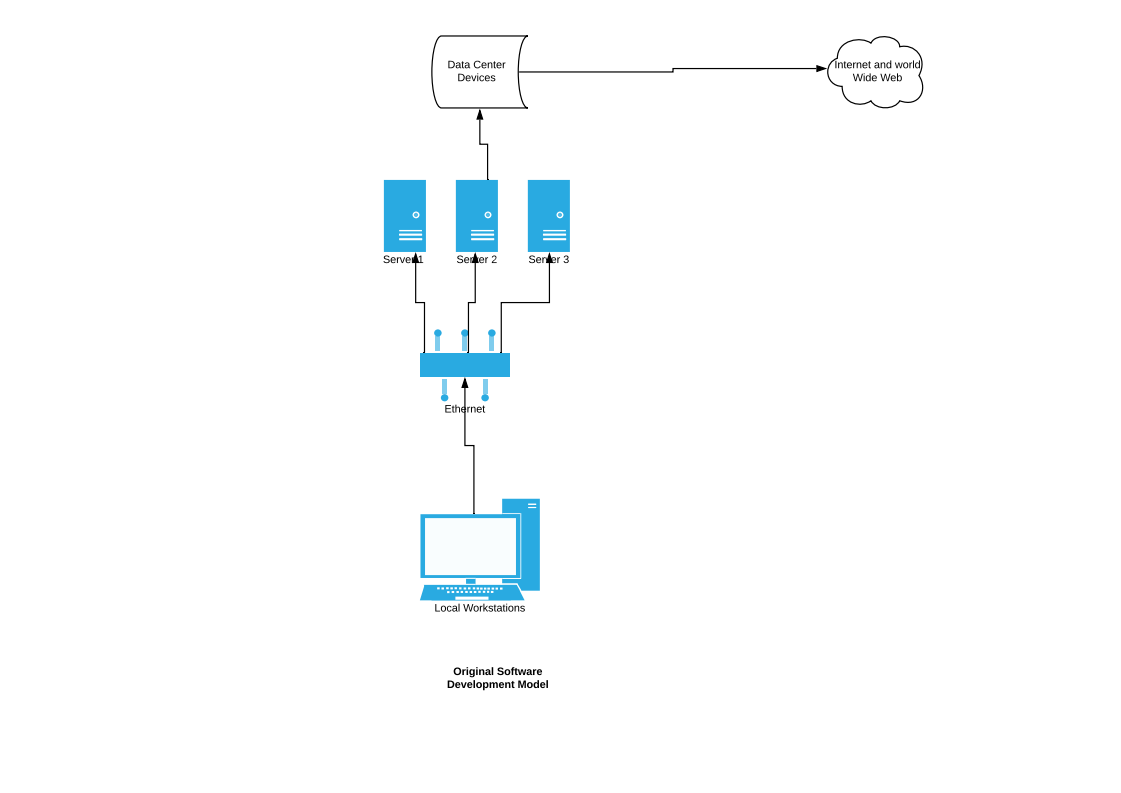 Data Center
Devices
Internet and world
Wide Web
Server 1
Server 2
Server 3
Ethernet
Local Workstations
Original Software
Development Model